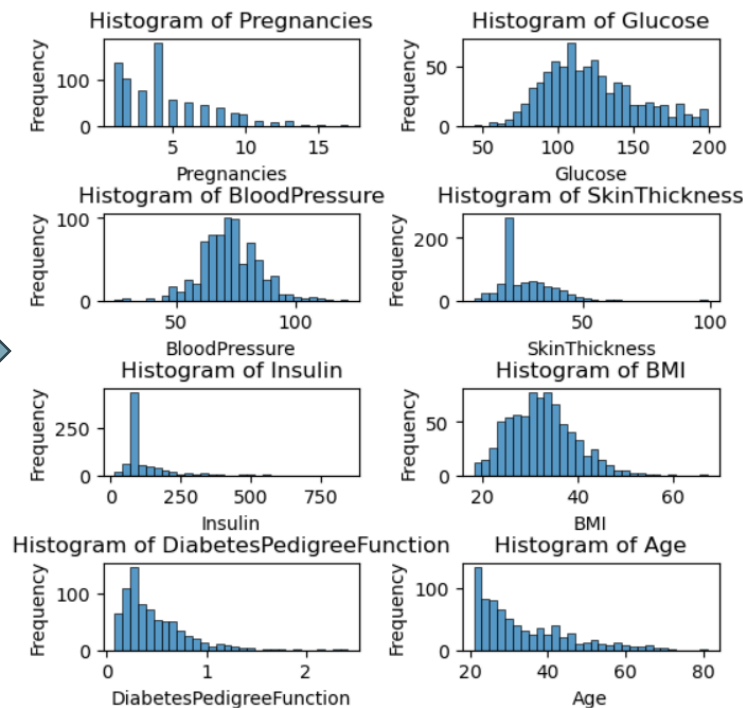 Histogram of Pregnancies
Frequency
100
0
5
10
15
Pregnancies
Histogram of Glucose
Frequency
50
0
50
100
150
200
Glucose
Histogram of BloodPressure
Frequency
100
0
50
100
BloodPressure
Histogram of SkinThickness
Frequency
200
0
50
100
SkinThickness
Histogram of Insulin
Frequency
250
0
0
250
500
750
Insulin
Histogram of BMI
Frequency
50
0
20
40
60
BMI
Histogram of DiabetesPedigreeFunction
Frequency
100
0
0
1
2
DiabetesPedigreeFunction
Histogram of Age
Frequency
100
0
20
40
60
80
Age